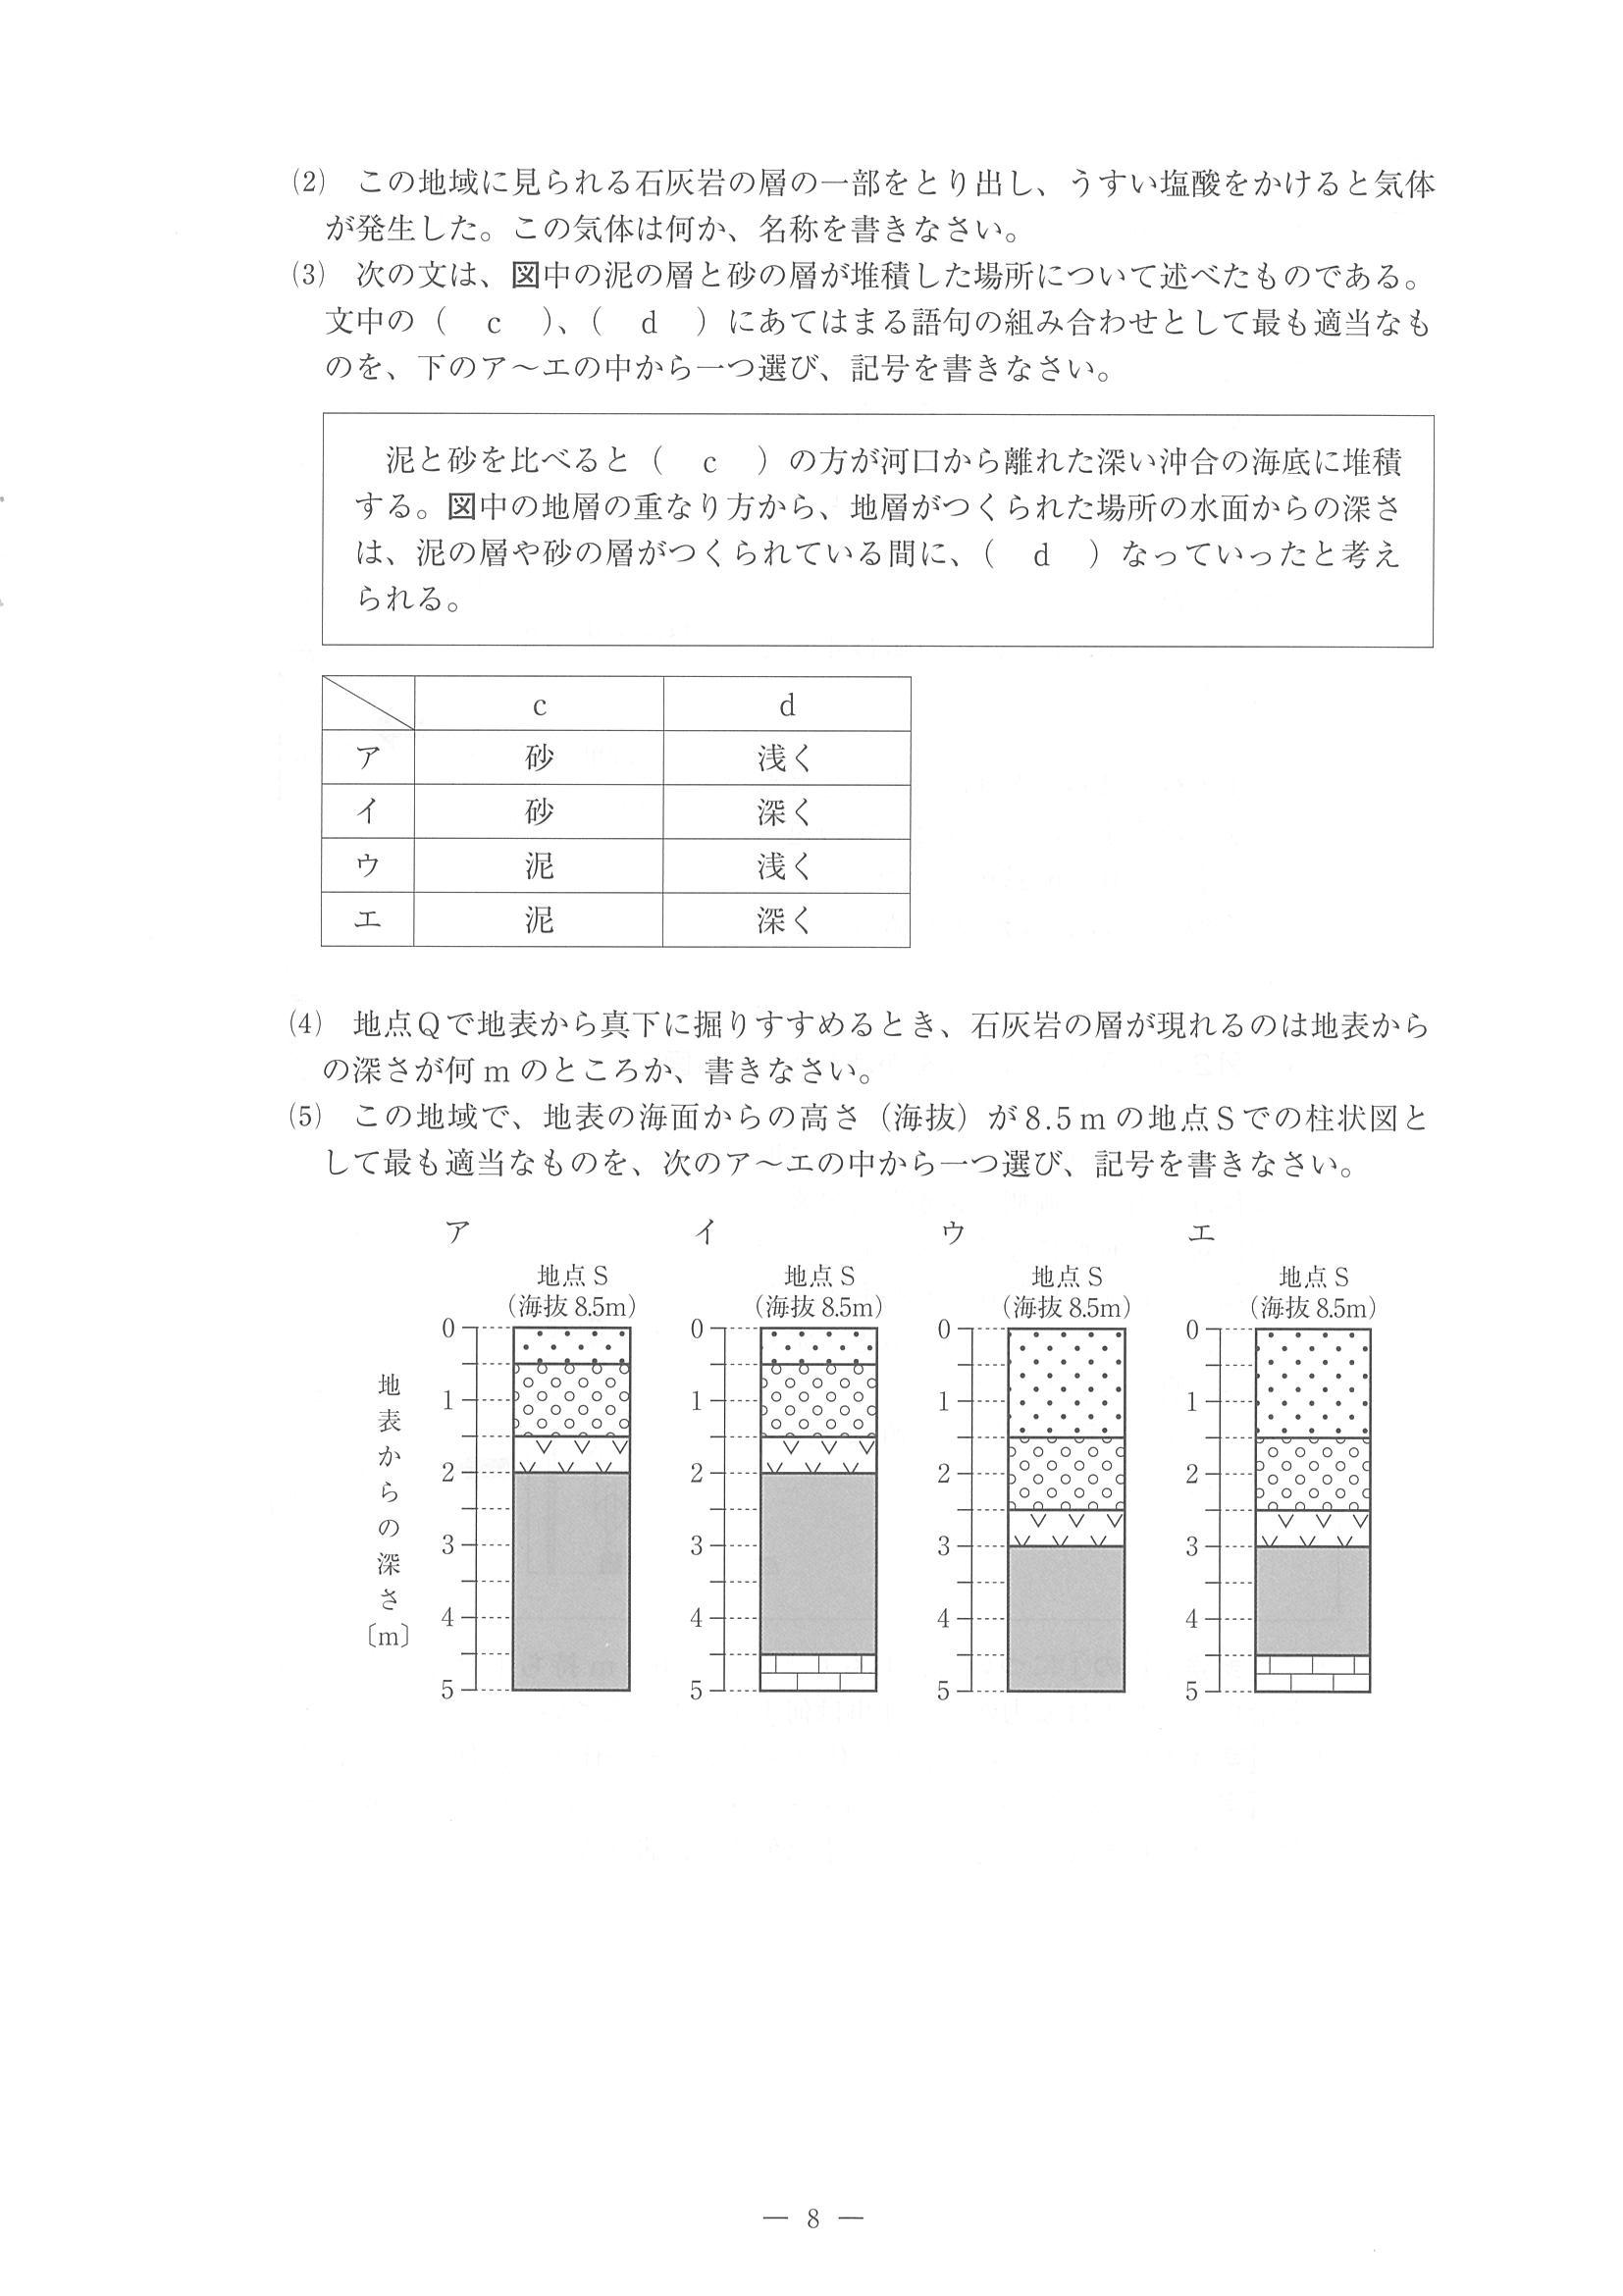 (2) この地域に見られる石灰岩の層の一部をとり出し、うすい塩酸をかけると気体
が発生した。この気体は何か、名称を書きなさい。
(3) 次の文は、図中の泥の層と砂の層が堆積した場所について述べたものである。
文中の（ c ）、（ d ）にあてはまる語句の組み合わせとして最も適当なも
のを、下のア～エの中から一つ選び、記号を書きなさい。
泥と砂を比べると（ c ）の方が河口から離れた深い沖合の海底に堆積
する。図中の地層の重なり方から、地層がつくられた場所の水面からの深さ
は、泥の層や砂の層がつくられている間に、（ d ）なっていったと考え
られる。
c d
ア 砂 浅く
イ 砂 深く
ウ 泥 浅く
エ 泥 深く
(4) 地点Qで地表から真下に掘りすすめるとき、石灰岩の層が現れるのは地表から
の深さが何mのところか、書きなさい。
(5) この地域で、地表の海面からの高さ（海抜）が8.5mの地点Sでの柱状図と
して最も適当なものを、次のア～エの中から一つ選び、記号を書きなさい。
ア イ ウ エ
地点S 地点S 地点S 地点S
（海抜8.5m） （海抜8.5m） （海抜8.5m） （海抜8.5m）
地表からの深さ〔m〕
0 0 0 0
1 1 1 1
2 2 2 2
3 3 3 3
4 4 4 4
5 5 5 5
— 8 —